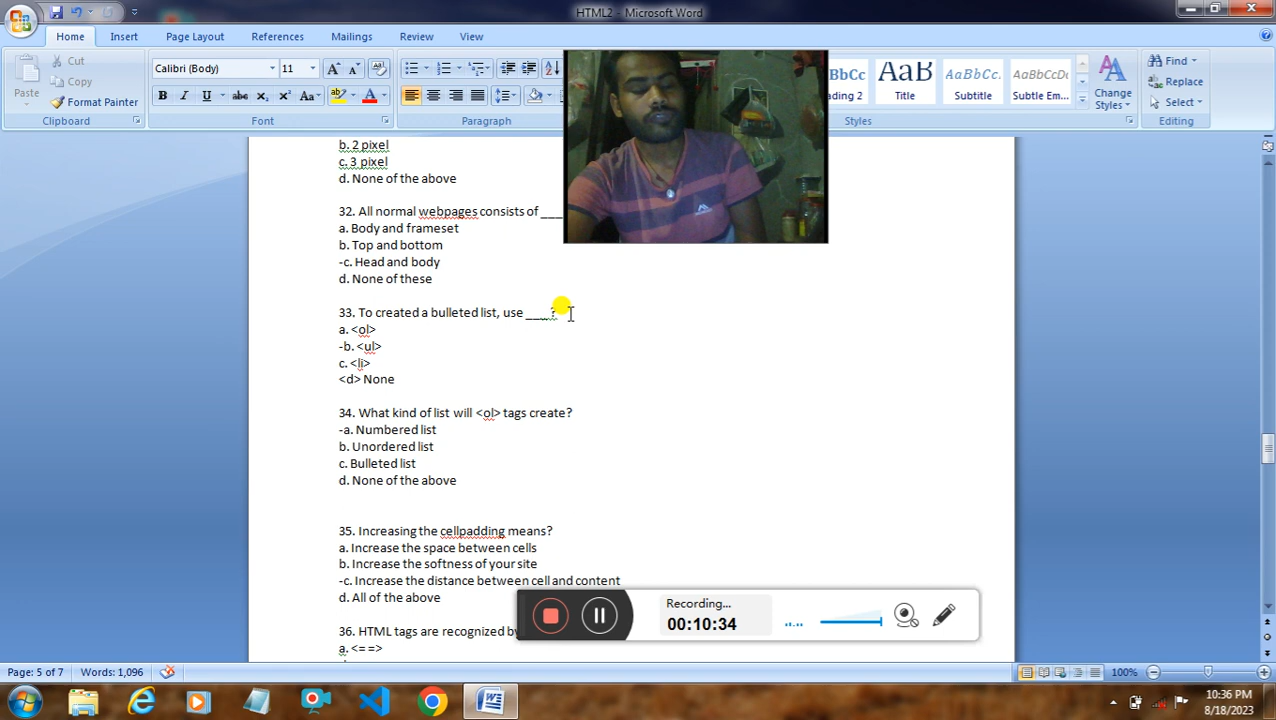 HTML2 - Microsoft Word
Home Insert Page Layout References Mailings Review View
Paste
Cut
Copy
Format Painter
Clipboard
Calibri (Body) 11
Font
Paragraph
ading 2
Title
Subtitle
Subtle Em...
Change Styles
Styles
Find
Replace
Select
Editing
b. 2 pixel
c. 3 pixel
d. None of the above
32. All normal webpages consists of ___
a. Body and frameset
b. Top and bottom
-c. Head and body
d. None of these
33. To created a bulleted list, use ____?
a. <ol>
-b. <ul>
c. <li>
<d> None
34. What kind of list will <ol> tags create?
-a. Numbered list
b. Unordered list
c. Bulleted list
d. None of the above
35. Increasing the cellpadding means?
a. Increase the space between cells
b. Increase the softness of your site
-c. Increase the distance between cell and content
d. All of the above
36. HTML tags are recognized by
a. <= =>
Recording...
00:10:34
Page: 5 of 7 Words: 1,096 100%
10:36 PM
8/18/2023